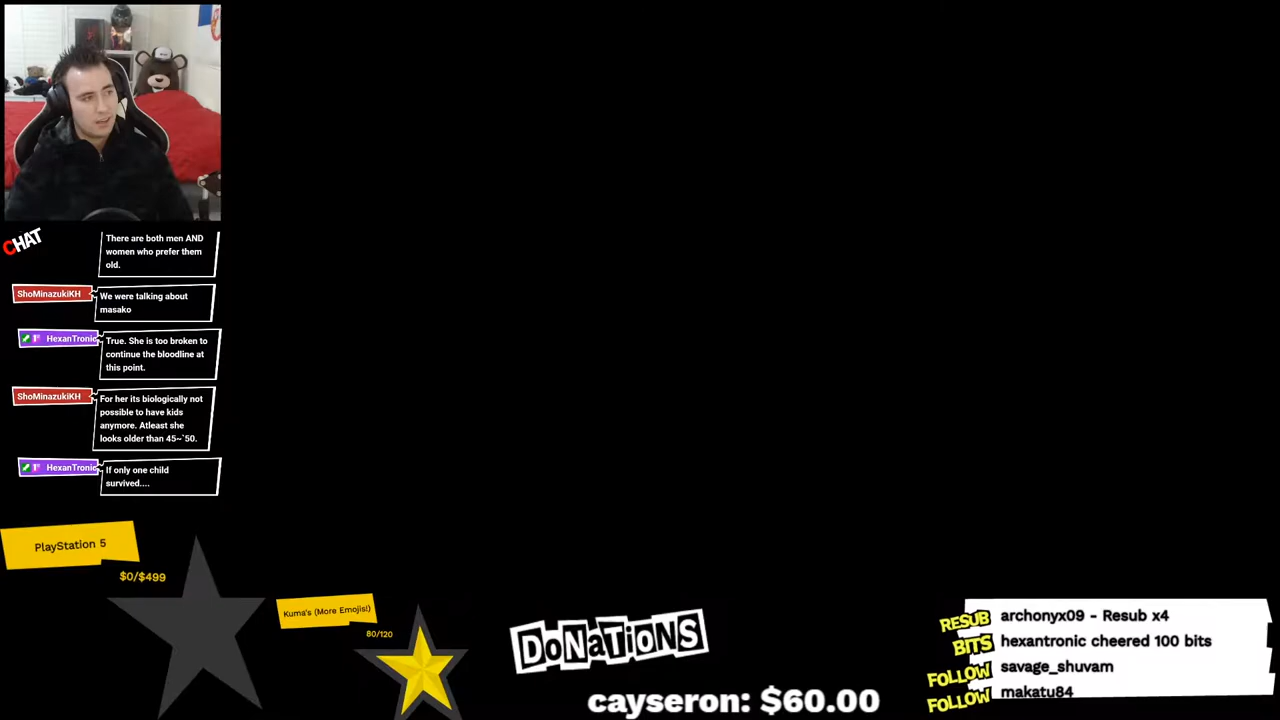 CHAT
There are both men AND
women who prefer them
old.
ShoMinazukiKH
We were talking about
masako
HexanTronic
True. She is too broken to
continue the bloodline at
this point.
ShoMinazukiKH
For her its biologically not
possible to have kids
anymore. Atleast she
looks older than 45~`50.
HexanTronic
If only one child
survived....
PlayStation 5
$0/$499
Kuma's (More Emojis!)
80/120
DoNATiONS
cayseron: $60.00
RESUB archonyx09 - Resub x4
BITS hexantronic cheered 100 bits
FOLLOW savage_shuvam
FOLLOW makatu84